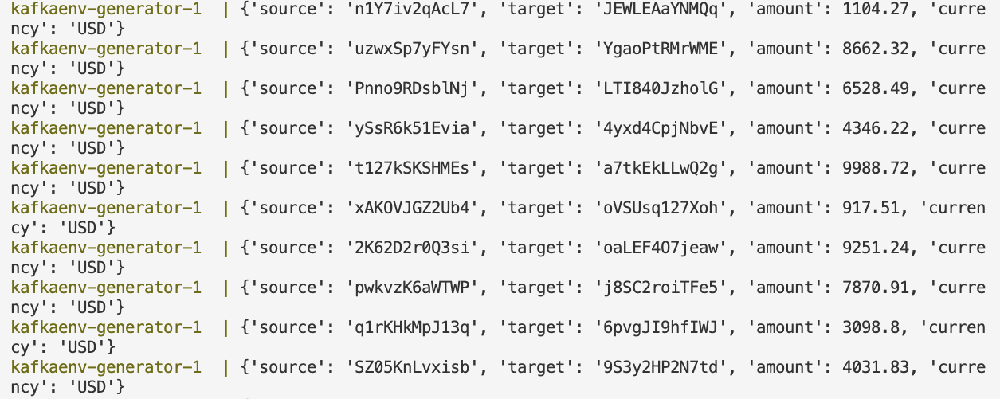 kafkaenv-generator-1  | {'source': 'n1Y7iv2qAcL7', 'target': 'JEWLEAaYNMQq', 'amount': 1104.27, 'curre
ncy': 'USD'}
kafkaenv-generator-1  | {'source': 'uzwxSp7yFYsn', 'target': 'YgaoPtRMrWME', 'amount': 8662.32, 'curre
ncy': 'USD'}
kafkaenv-generator-1  | {'source': 'Pnno9RDsblNj', 'target': 'LTI840JzholG', 'amount': 6528.49, 'curre
ncy': 'USD'}
kafkaenv-generator-1  | {'source': 'ySsR6k51Evia', 'target': '4yxd4CpjNbvE', 'amount': 4346.22, 'curre
ncy': 'USD'}
kafkaenv-generator-1  | {'source': 't127kSKSHMEs', 'target': 'a7tkEkLLwQ2g', 'amount': 9988.72, 'curre
ncy': 'USD'}
kafkaenv-generator-1  | {'source': 'xAKOVJGZ2Ub4', 'target': 'oVSUsq127Xoh', 'amount': 917.51, 'curren
cy': 'USD'}
kafkaenv-generator-1  | {'source': '2K62D2r0Q3si', 'target': 'oaLEF4O7jeaw', 'amount': 9251.24, 'curre
ncy': 'USD'}
kafkaenv-generator-1  | {'source': 'pwkvzK6aWTWP', 'target': 'j8SC2roiTFe5', 'amount': 7870.91, 'curre
ncy': 'USD'}
kafkaenv-generator-1  | {'source': 'q1rKHkMpJ13q', 'target': '6pvgJI9hfIWJ', 'amount': 3098.8, 'curren
cy': 'USD'}
kafkaenv-generator-1  | {'source': 'SZ05KnLvxisb', 'target': '9S3y2HP2N7td', 'amount': 4031.83, 'curre
ncy': 'USD'}